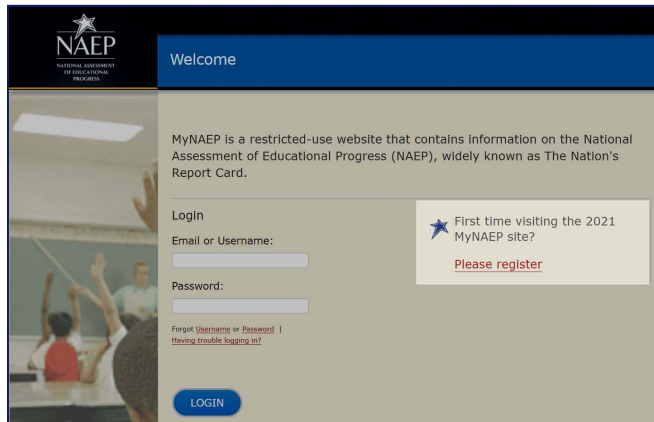 NAEP
NATIONAL ASSESSMENT
OF EDUCATIONAL
PROGRESS
Welcome
MyNAEP is a restricted-use website that contains information on the National
Assessment of Educational Progress (NAEP), widely known as The Nation's
Report Card.
Login
Email or Username:
Password:
Forgot Username or Password |
Having trouble logging in?
LOGIN
First time visiting the 2021
MyNAEP site?
Please register